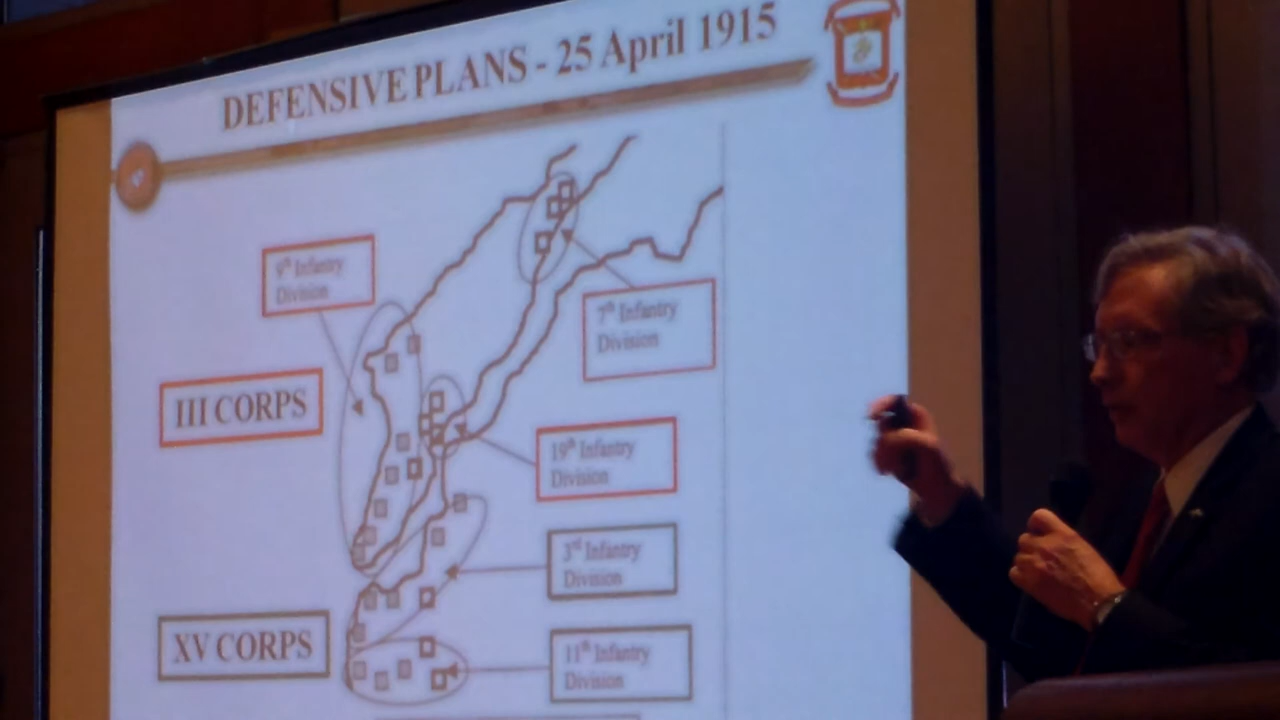 DEFENSIVE PLANS - 25 April 1915
9th Infantry
Division
7th Infantry
Division
III CORPS
19th Infantry
Division
3rd Infantry
Division
XV CORPS
11th Infantry
Division